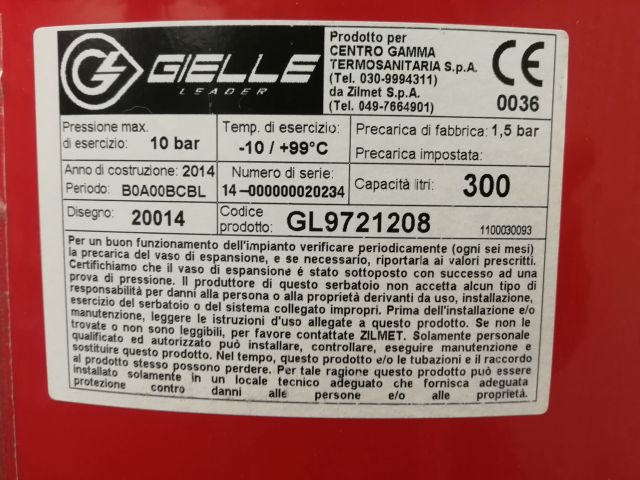 GIELLE
LEADER
Prodotto per
CENTRO GAMMA
TERMOSANITARIA S.p.A.
(Tel. 030-9994311)
da Zilmet S.p.A.
(Tel. 049-7664901)
CE
0036
Pressione max.
di esercizio: 10 bar
Temp. di esercizio:
-10 / +99°C
Precarica di fabbrica: 1,5 bar
Precarica impostata:
Anno di costruzione: 2014
Periodo: B0A00BCBL
Numero di serie:
14-000000020234
Capacità litri: 300
Disegno: 20014
Codice
prodotto: GL9721208
1100030093
Per un buon funzionamento dell'impianto verificare periodicamente (ogni sei mesi)
la precarica del vaso di espansione, e se necessario, riportarla ai valori prescritti.
Certifichiamo che il vaso di espansione é stato sottoposto con successo ad una
prova di pressione. Il produttore di questo serbatoio non accetta alcun tipo di
responsabilità per danni alla persona o alla proprietà derivanti da uso, installazione,
esercizio del serbatoio o del sistema collegato impropri. Prima dell'installazione e/o
manutenzione, leggere le istruzioni d'uso allegate a questo prodotto. Se non le
trovate o non sono leggibili, per favore contattate ZILMET. Solamente personale
qualificato ed autorizzato può installare, controllare, eseguire manutenzione e
sostituire questo prodotto. Nel tempo, questo prodotto e/o le tubazioni e il raccordo
al prodotto stesso possono perdere. Per tale ragione questo prodotto deve essere
installato solamente in un locale tecnico adeguato che fornisca adeguata
protezione contro danni alle persone e/o alle proprietà.